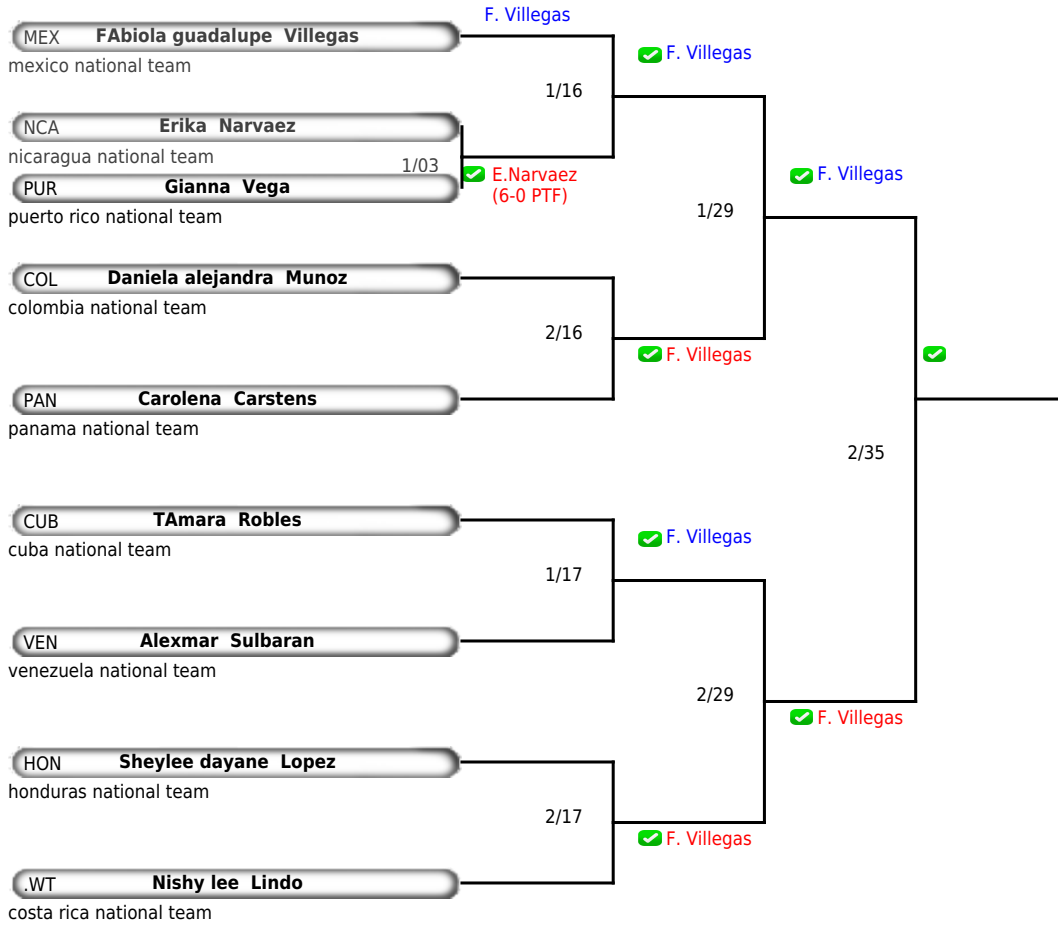 F. Villegas
MEX FAbiola guadalupe Villegas
F. Villegas
mexico national team
1/16
NCA Erika Narvaez
nicaragua national team
1/03
E.Narvaez
(6-0 PTF)
F. Villegas
PUR Gianna Vega
puerto rico national team
1/29
COL Daniela alejandra Munoz
colombia national team
2/16
F. Villegas
PAN Carolena Carstens
panama national team
2/35
CUB TAmara Robles
cuba national team
F. Villegas
1/17
VEN Alexmar Sulbaran
venezuela national team
2/29
F. Villegas
HON Sheylee dayane Lopez
honduras national team
2/17
F. Villegas
.WT Nishy lee Lindo
costa rica national team